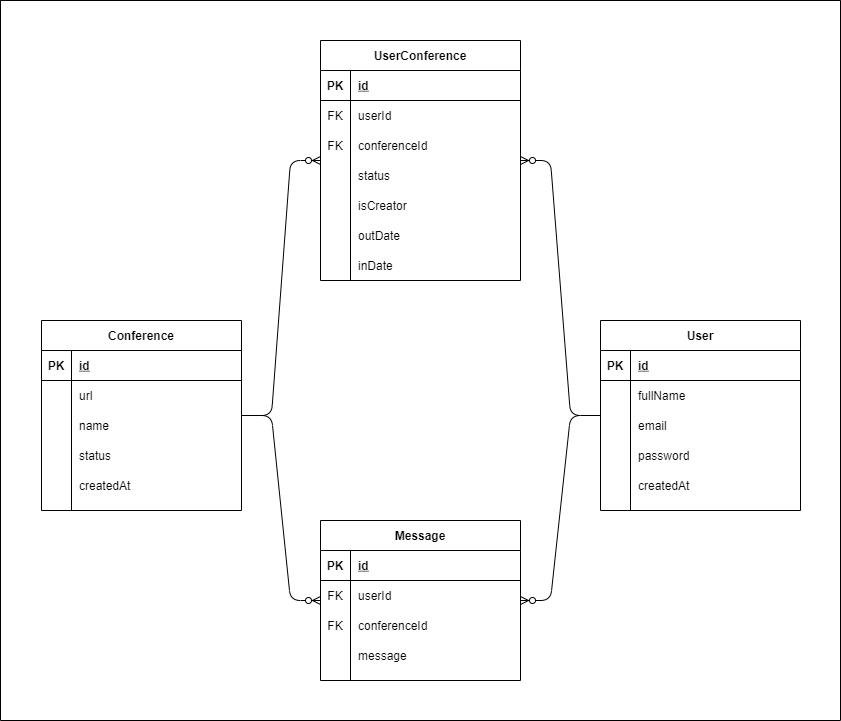 UserConference
PK id
FK userId
FK conferenceId
status
isCreator
outDate
inDate
Conference
PK id
url
name
status
createdAt
User
PK id
fullName
email
password
createdAt
Message
PK id
FK userId
FK conferenceId
message